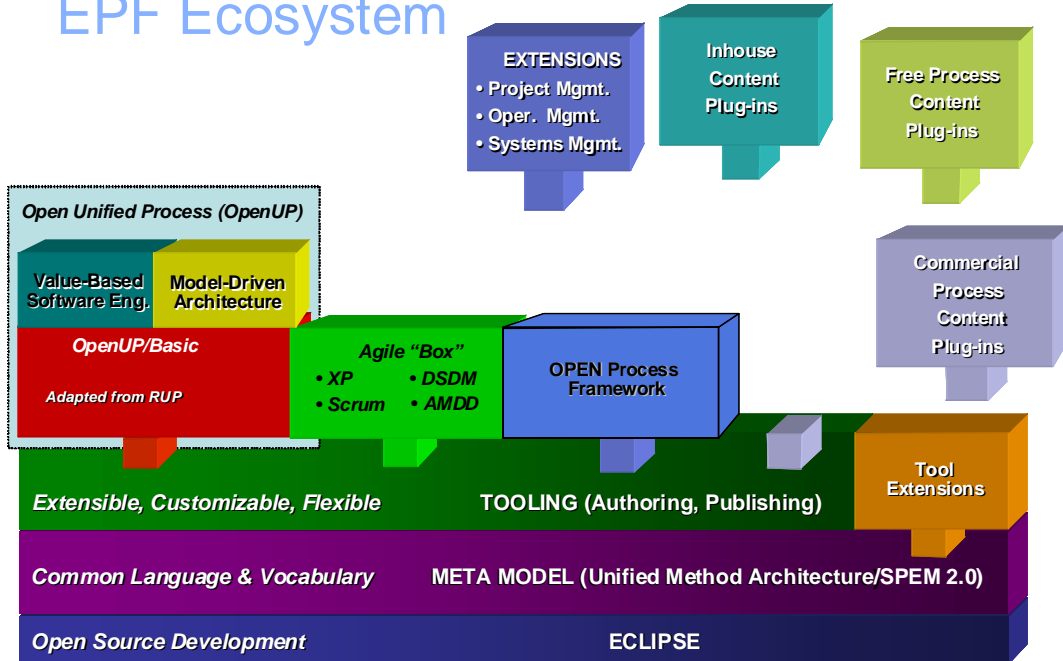 EPF Ecosystem
EXTENSIONS
• Project Mgmt.
• Oper. Mgmt.
• Systems Mgmt.
Inhouse
Content
Plug-ins
Free Process
Content
Plug-ins
Open Unified Process (OpenUP)
Value-Based
Software Eng.
Model-Driven
Architecture
Commercial
Process
Content
Plug-ins
OpenUP/Basic
Adapted from RUP
Agile “Box”
• XP • DSDM
• Scrum • AMDD
OPEN Process
Framework
Tool
Extensions
Extensible, Customizable, Flexible TOOLING (Authoring, Publishing)
Common Language & Vocabulary META MODEL (Unified Method Architecture/SPEM 2.0)
Open Source Development ECLIPSE